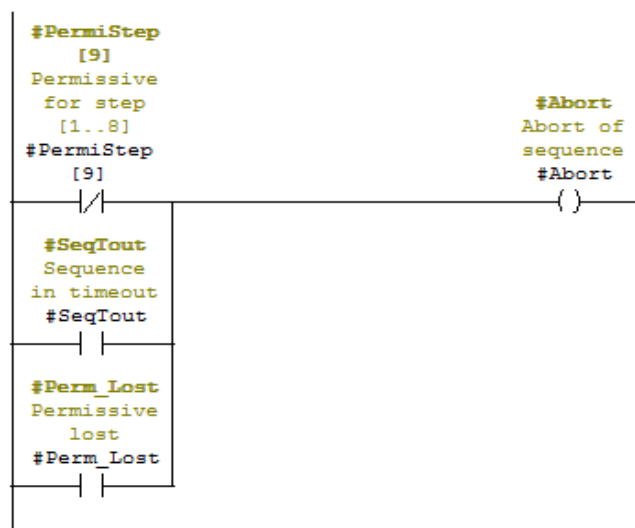 #PermiStep
[9]
Permissive
for step
[1..8]
#PermiStep
[9]
#Abort
Abort of
sequence
#Abort
#SeqTout
Sequence
in timeout
#SeqTout
#Perm_Lost
Permissive
lost
#Perm_Lost